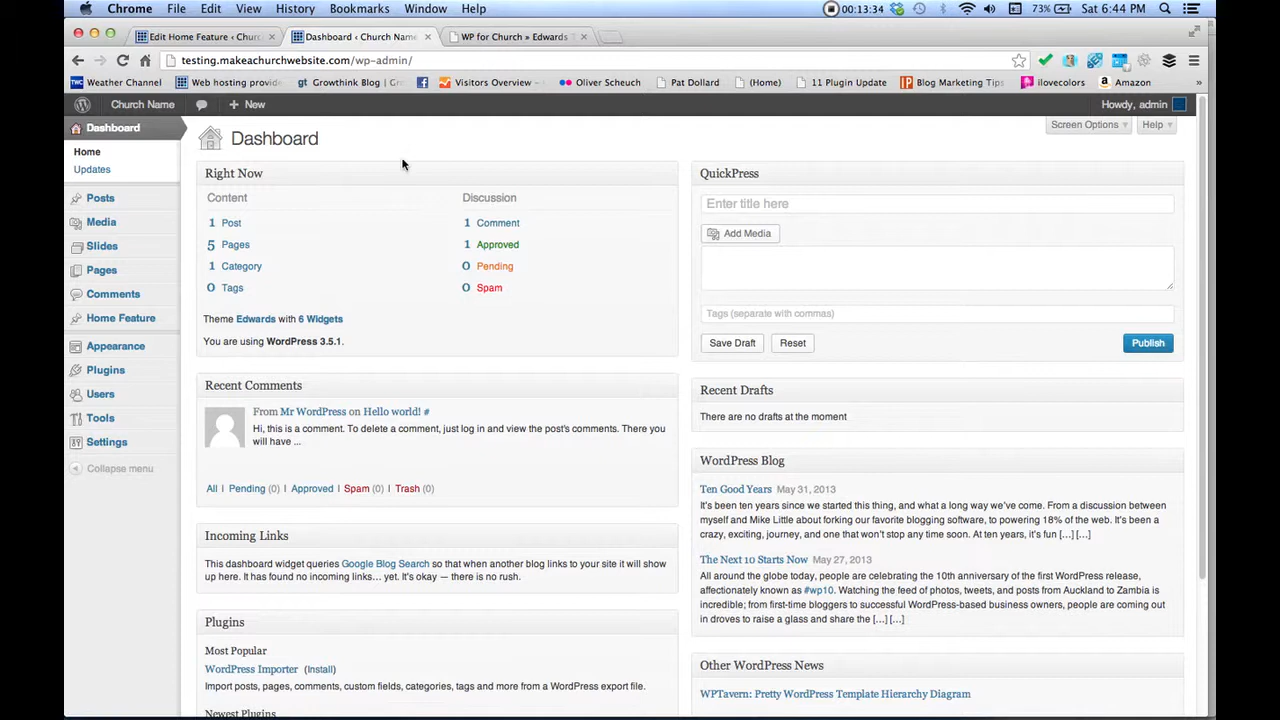 Chrome File Edit View History Bookmarks Window Help 00:13:34 73% Sat 6:44 PM
Edit Home Feature ‹ Churc
Dashboard ‹ Church Name
WP for Church » Edwards T
testing.makeachurchwebsite.com/wp-admin/
Weather Channel Web hosting provide Growthink Blog | Gr Visitors Overview – Oliver Scheuch Pat Dollard (Home) 11 Plugin Update Blog Marketing Tips ilovecolors Amazon »
Church Name + New Howdy, admin
Dashboard
Home
Updates
Posts
Media
Slides
Pages
Comments
Home Feature
Appearance
Plugins
Users
Tools
Settings
Collapse menu
Screen Options Help
Dashboard
Right Now
Content Discussion
1 Post 1 Comment
5 Pages 1 Approved
1 Category 0 Pending
0 Tags 0 Spam
Theme Edwards with 6 Widgets
You are using WordPress 3.5.1.
Recent Comments
From Mr WordPress on Hello world! #
Hi, this is a comment. To delete a comment, just log in and view the post's comments. There you
will have ...
All | Pending (0) | Approved | Spam (0) | Trash (0)
Incoming Links
This dashboard widget queries Google Blog Search so that when another blog links to your site it will show
up here. It has found no incoming links… yet. It's okay — there is no rush.
Plugins
Most Popular
WordPress Importer (Install)
Import posts, pages, comments, custom fields, categories, tags and more from a WordPress export file.
Newest Plugins
QuickPress
Enter title here
Add Media
Tags (separate with commas)
Save Draft Reset Publish
Recent Drafts
There are no drafts at the moment
WordPress Blog
Ten Good Years May 31, 2013
It's been ten years since we started this thing, and what a long way we've come. From a discussion between
myself and Mike Little about forking our favorite blogging software, to powering 18% of the web. It's been a
crazy, exciting, journey, and one that won't stop any time soon. At ten years, it's fun […] […]
The Next 10 Starts Now May 27, 2013
All around the globe today, people are celebrating the 10th anniversary of the first WordPress release,
affectionately known as #wp10. Watching the feed of photos, tweets, and posts from Auckland to Zambia is
incredible; from first-time bloggers to successful WordPress-based business owners, people are coming out
in droves to raise a glass and share the […] […]
Other WordPress News
WPTavern: Pretty WordPress Template Hierarchy Diagram